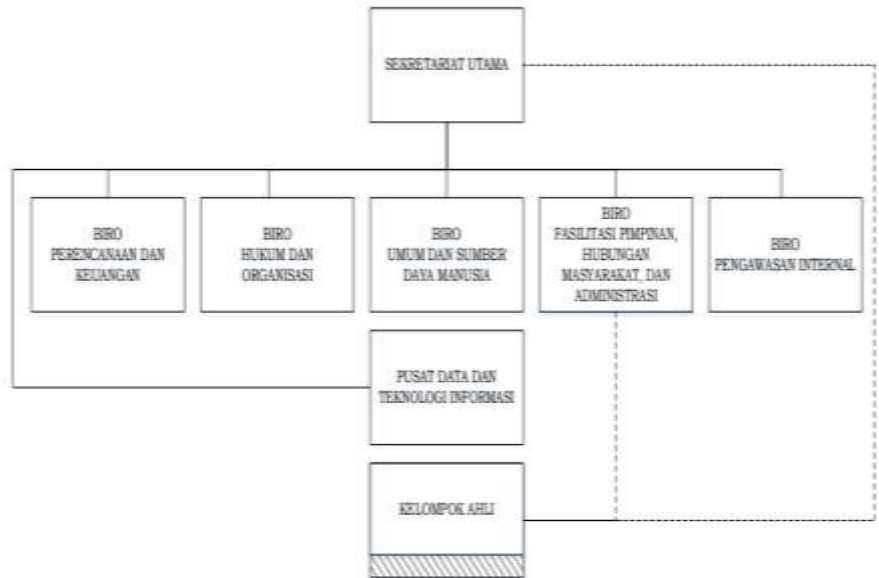 SEKRETARIAT UTAMA
BIRO
PERENCANAAN DAN
KEUANGAN
BIRO
HUKUM DAN
ORGANISASI
BIRO
UMUM DAN SUMBER
DAYA MANUSIA
BIRO
FASILITASI PIMPINAN,
HUBUNGAN
MASYARAKAT, DAN
ADMINISTRASI
BIRO
PENGAWASAN INTERNAL
PUSAT DATA DAN
TEKNOLOGI INFORMASI
KELOMPOK AHLI